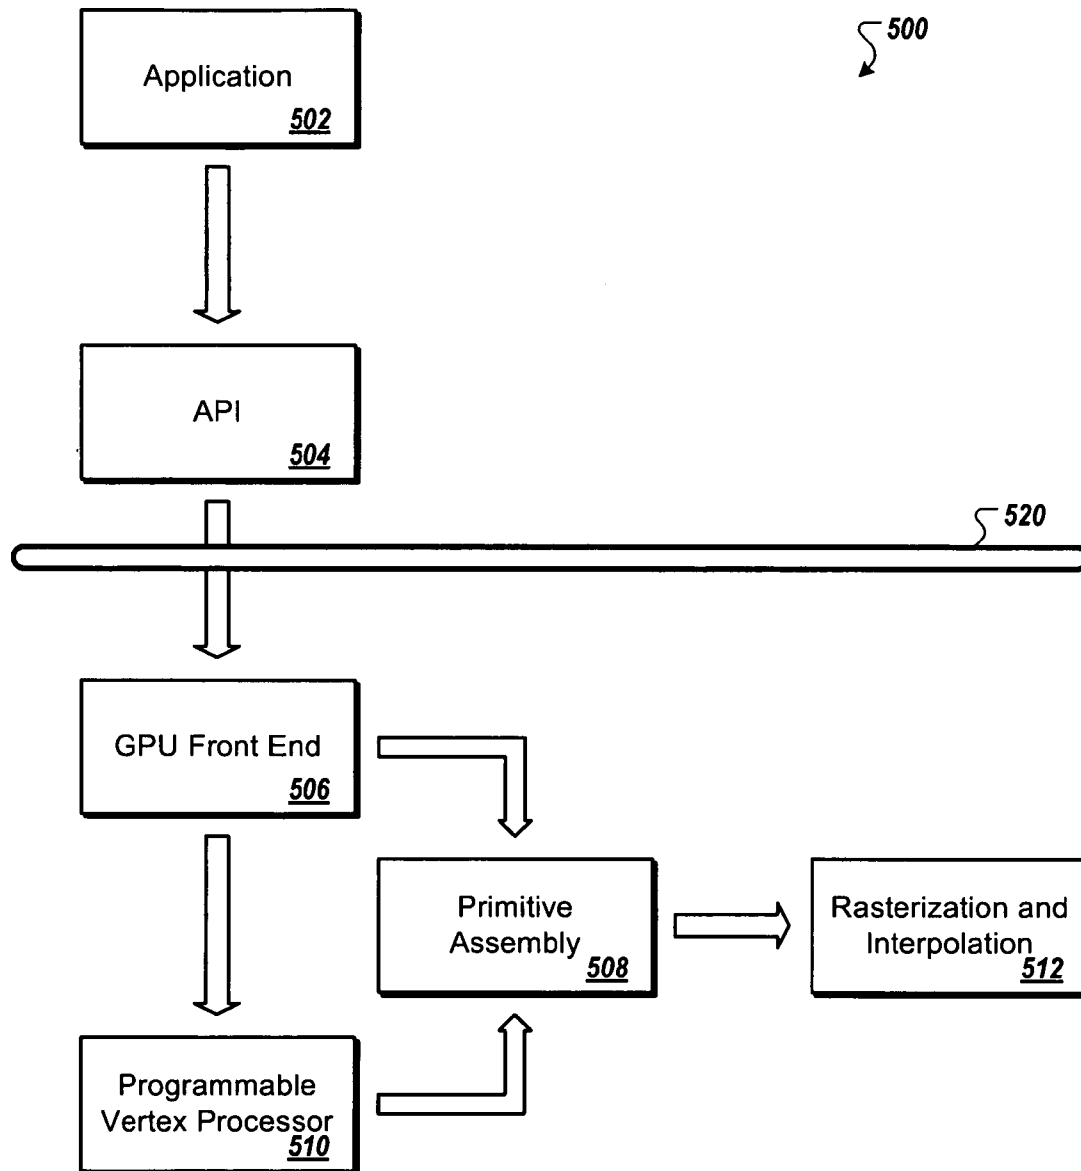 500
Application
502
API
504
520
GPU Front End
506
Primitive
Assembly
508
Rasterization and
Interpolation
512
Programmable
Vertex Processor
510